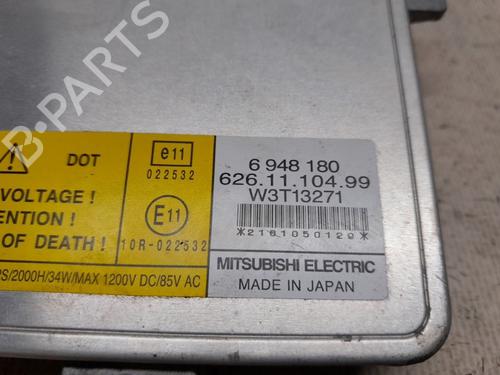 DOT
VOLTAGE !
ENTION !
OF DEATH !
e11
022532
E11
10R-022532
/2000H/34W/MAX 1200V DC/85V AC
6 948 180
626.11.104.99
W3T13271
*2161050129*
MITSUBISHI ELECTRIC
MADE IN JAPAN
B-PARTS